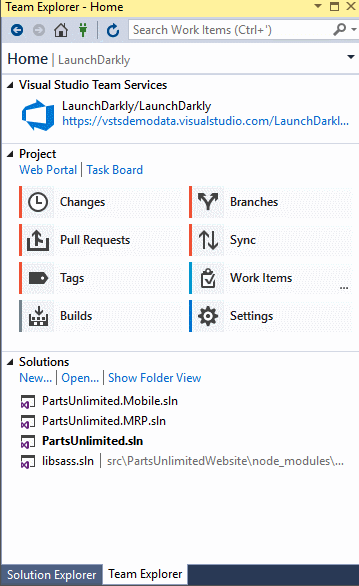 Team Explorer - Home
Search Work Items (Ctrl+')
Home | LaunchDarkly
Visual Studio Team Services
LaunchDarkly/LaunchDarkly
https://vstsdemodata.visualstudio.com/LaunchDarkl...
Project
Web Portal | Task Board
Changes Branches
Pull Requests Sync
Tags Work Items ...
Builds Settings
Solutions
New... | Open... | Show Folder View
PartsUnlimited.Mobile.sln
PartsUnlimited.MRP.sln
PartsUnlimited.sln
libsass.sln | src\PartsUnlimitedWebsite\node_modules\...
Solution Explorer Team Explorer